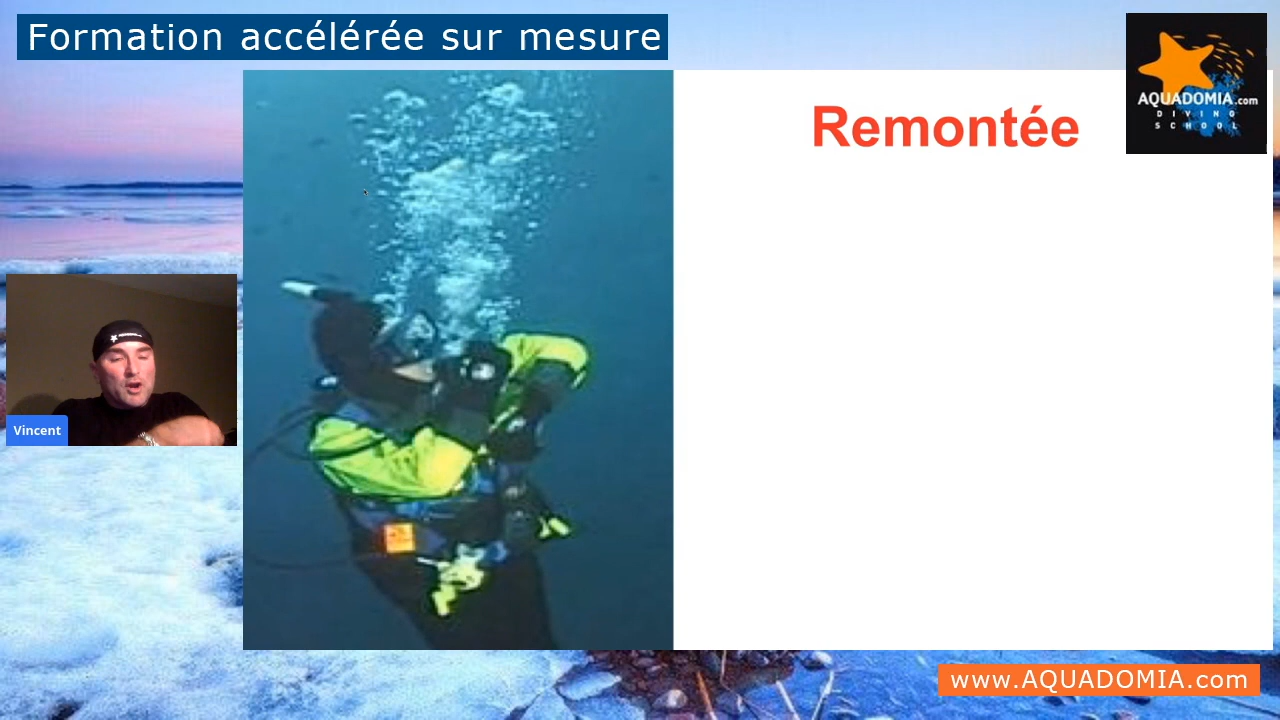 Formation accélérée sur mesure
Remontée
AQUADOMIA.com
DIVING
SCHOOL
Vincent
www.AQUADOMIA.com